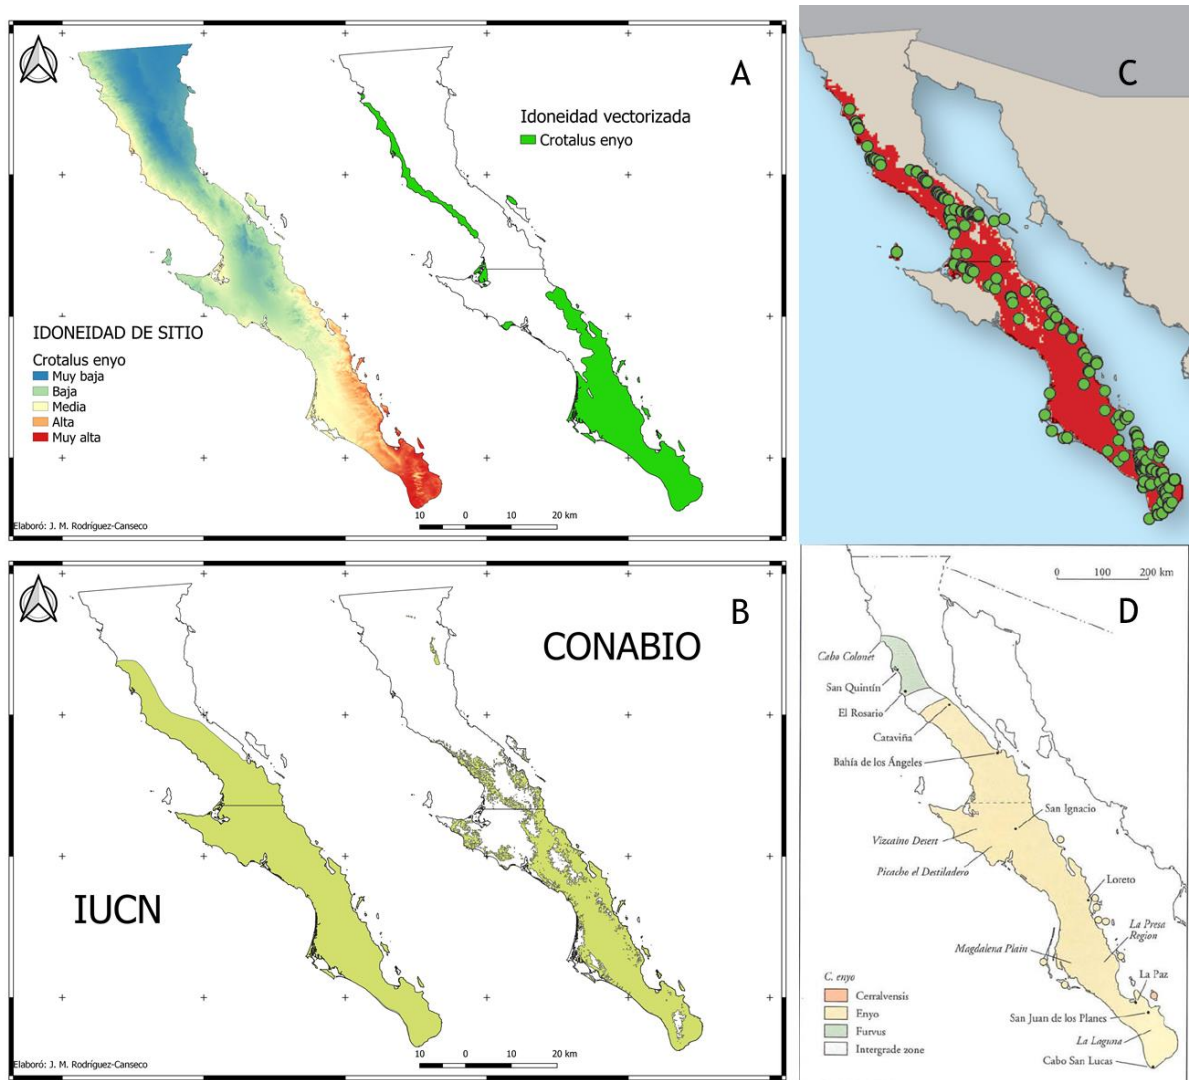 A
Idoneidad vectorizada
Crotalus enyo
IDONEIDAD DE SITIO
Crotalus enyo
Muy baja
Baja
Media
Alta
Muy alta
10 0 10 20 km
Elaboró: J. M. Rodríguez-Canseco
C
B
CONABIO
IUCN
10 0 10 20 km
Elaboró: J. M. Rodríguez-Canseco
0 100 200 km
D
Cabo Colonet
San Quintín
El Rosario
Cataviña
Bahía de los Ángeles
San Ignacio
Vizcaíno Desert
Picacho el Destiladero
Loreto
La Presa
Region
Magdalena Plain
La Paz
C. enyo
Cerralvensis
Enyo
Furvus
Intergrade zone
San Juan de los Planes
La Laguna
Cabo San Lucas